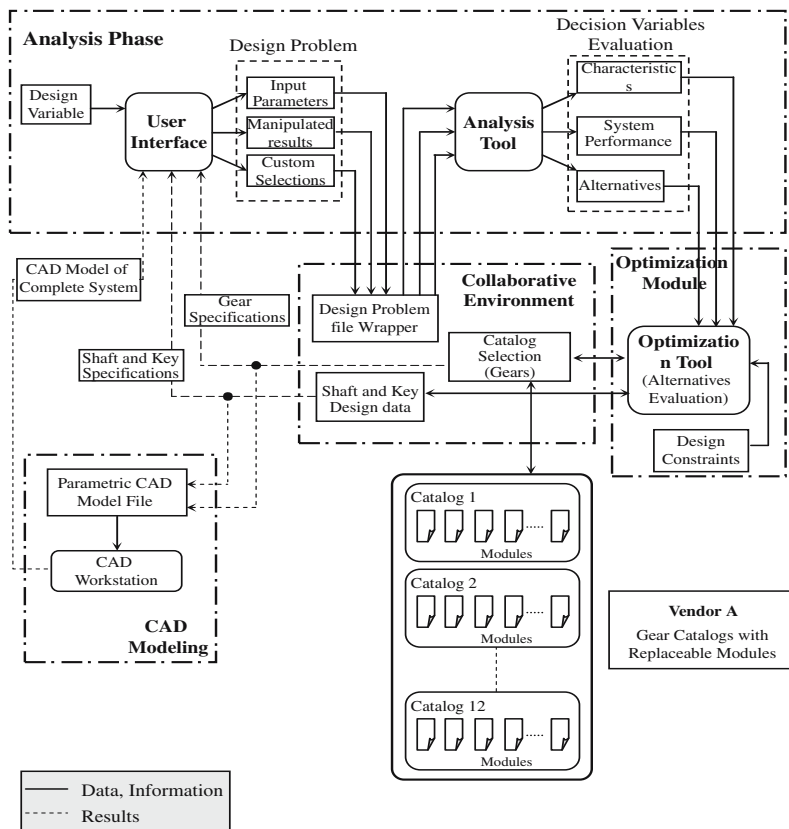 Analysis Phase
Design Problem
Decision Variables
Evaluation
Design
Variable
User
Interface
Input
Parameters
Manipulated
results
Custom
Selections
Analysis
Tool
Characteristic
s
System
Performance
Alternatives
CAD Model of
Complete System
Gear
Specifications
Shaft and Key
Specifications
Collaborative
Environment
Design Problem
file Wrapper
Catalog
Selection
(Gears)
Shaft and Key
Design data
Optimization
Module
Optimizatio
n Tool
(Alternatives
Evaluation)
Design
Constraints
Parametric CAD
Model File
CAD
Workstation
CAD
Modeling
Catalog 1
.....
Modules
Catalog 2
.....
Modules
Catalog 12
.....
Modules
Vendor A
Gear Catalogs with
Replaceable Modules
Data, Information
Results